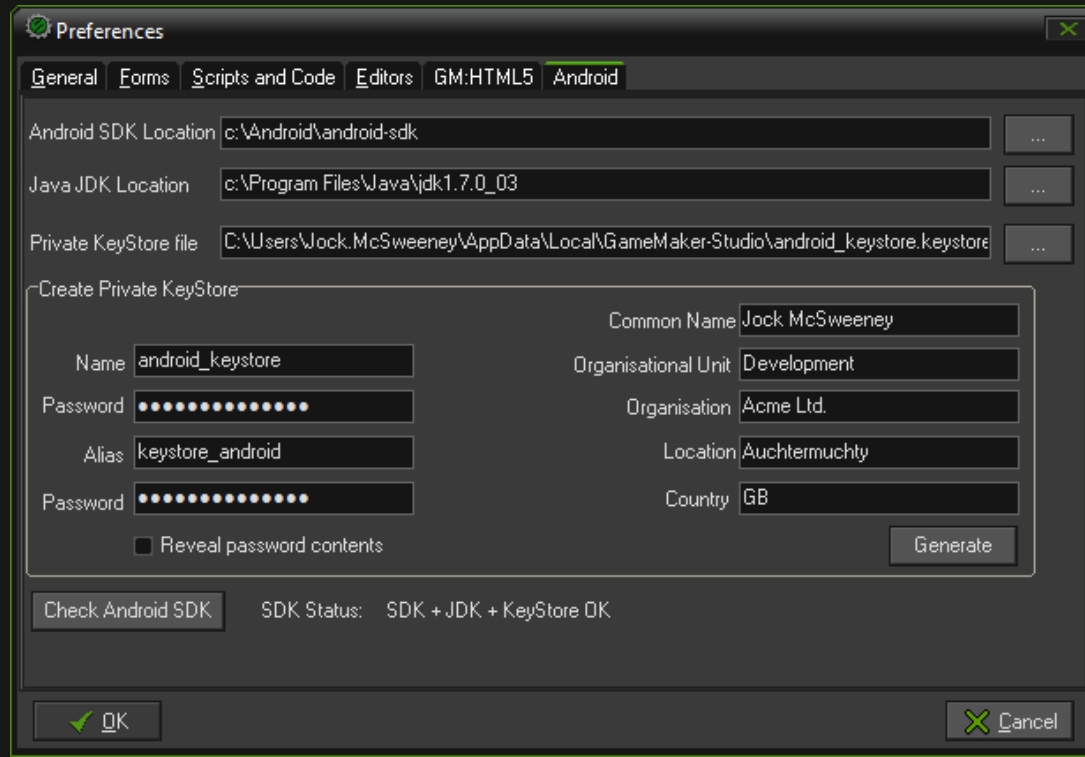 Preferences
General Forms Scripts and Code Editors GM:HTML5 Android
Android SDK Location c:\Android\android-sdk ...
Java JDK Location c:\Program Files\Java\jdk1.7.0_03 ...
Private KeyStore file C:\Users\Jock.McSweeney\AppData\Local\GameMaker-Studio\android_keystore.keystore ...
Create Private KeyStore
Common Name Jock McSweeney
Name android_keystore
Organisational Unit Development
Password ••••••••••••••
Organisation Acme Ltd.
Alias keystore_android
Location Auchtermuchty
Password ••••••••••••••
Country GB
Reveal password contents
Generate
Check Android SDK SDK Status: SDK + JDK + KeyStore OK
OK Cancel